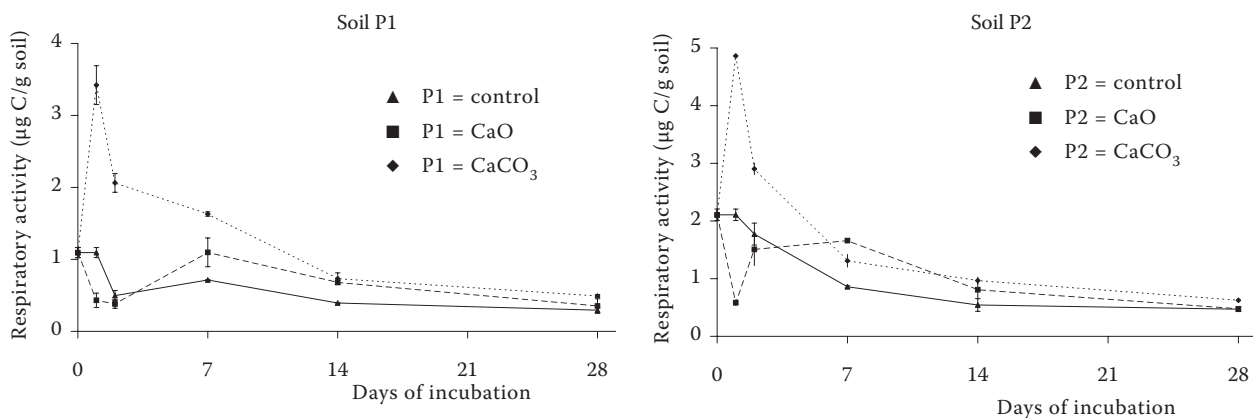 Soil P1
Respiratory activity (µg C/g soil)
4
3
2
1
0
P1 = control
P1 = CaO
P1 = CaCO₃
0 7 14 21 28
Days of incubation
Soil P2
Respiratory activity (µg C/g soil)
5
4
3
2
1
0
P2 = control
P2 = CaO
P2 = CaCO₃
0 7 14 21 28
Days of incubation